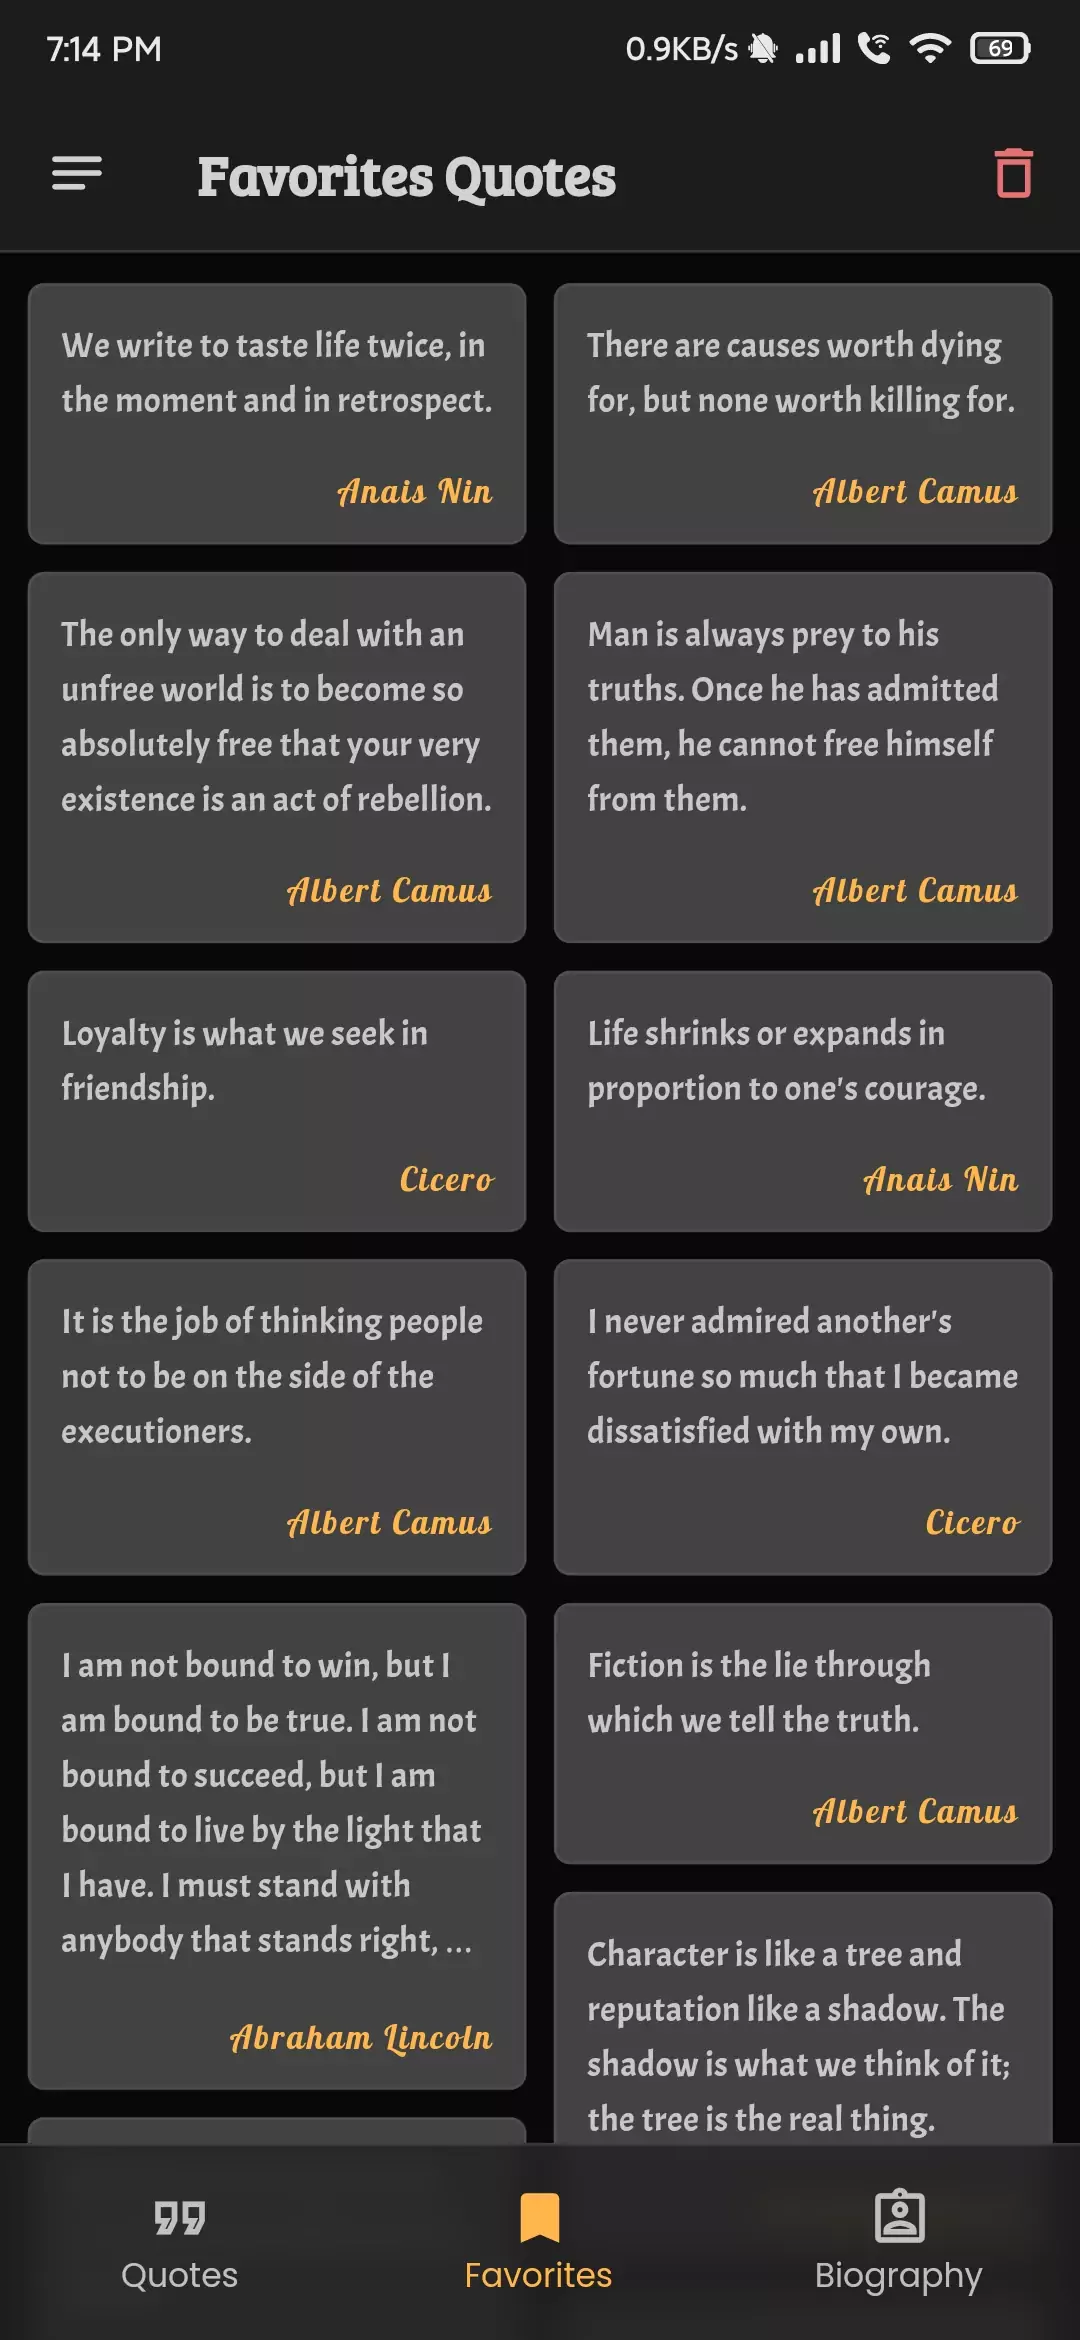 7:14 PM
0.9KB/s
69
Favorites Quotes
We write to taste life twice, in
the moment and in retrospect.
Anais Nin
There are causes worth dying
for, but none worth killing for.
Albert Camus
The only way to deal with an
unfree world is to become so
absolutely free that your very
existence is an act of rebellion.
Albert Camus
Man is always prey to his
truths. Once he has admitted
them, he cannot free himself
from them.
Albert Camus
Loyalty is what we seek in
friendship.
Cicero
Life shrinks or expands in
proportion to one's courage.
Anais Nin
It is the job of thinking people
not to be on the side of the
executioners.
Albert Camus
I never admired another's
fortune so much that I became
dissatisfied with my own.
Cicero
I am not bound to win, but I
am bound to be true. I am not
bound to succeed, but I am
bound to live by the light that
I have. I must stand with
anybody that stands right, ...
Abraham Lincoln
Fiction is the lie through
which we tell the truth.
Albert Camus
Character is like a tree and
reputation like a shadow. The
shadow is what we think of it;
the tree is the real thing.
Quotes
Favorites
Biography